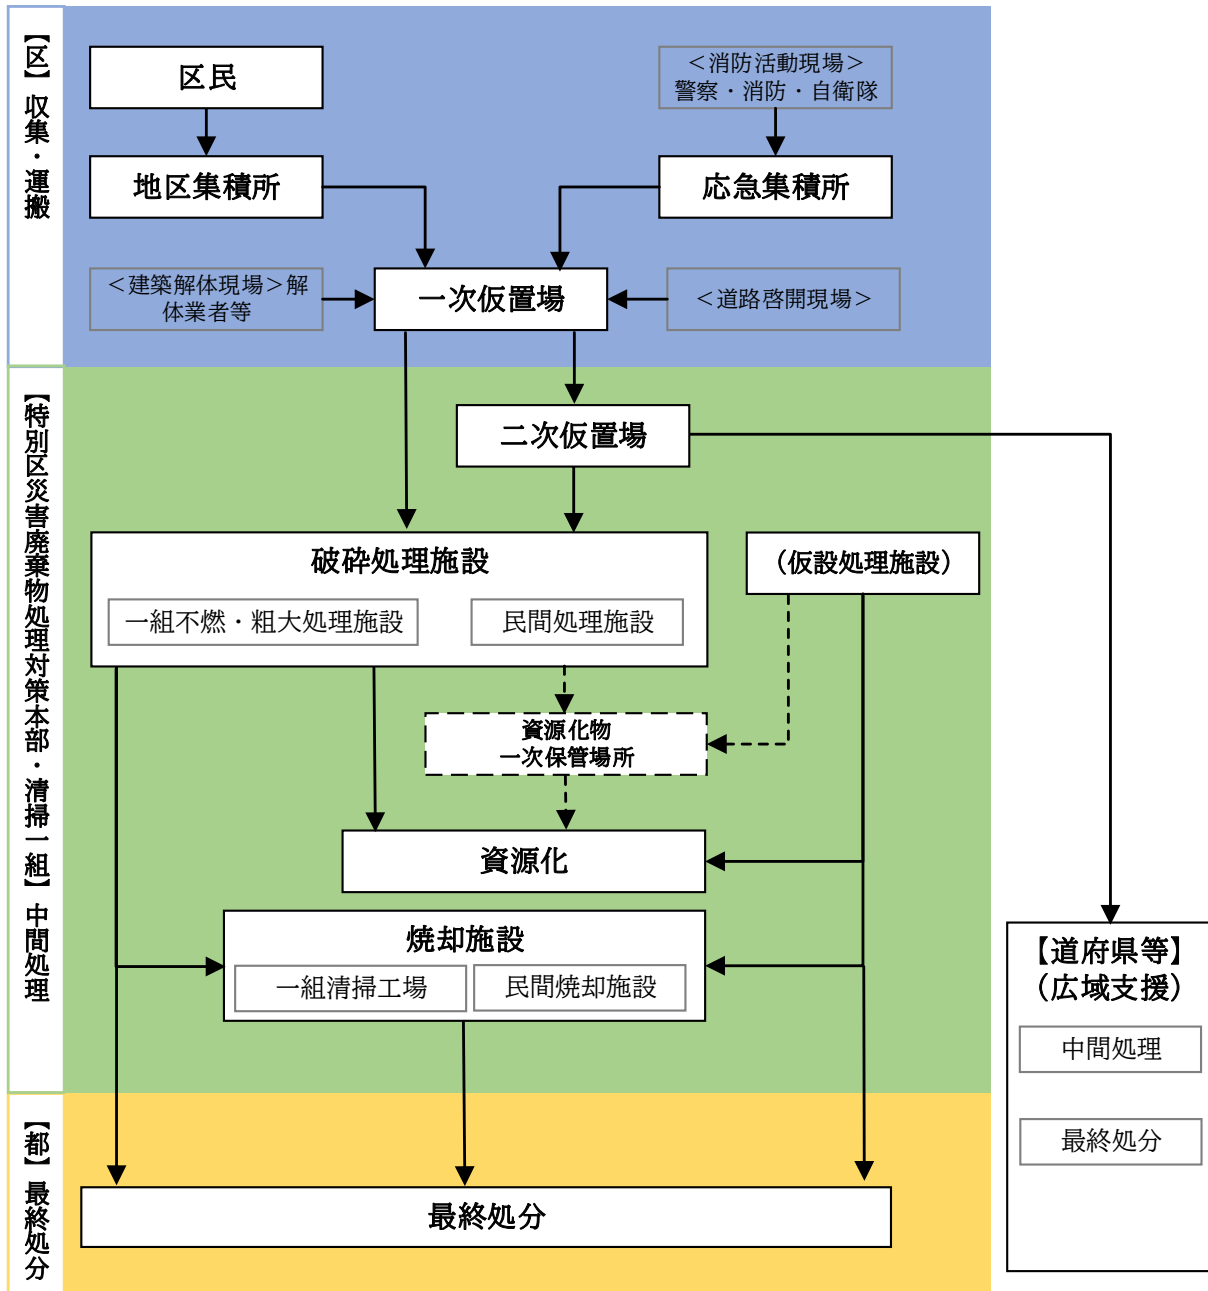 【区】収集・運搬
区民
＜消防活動現場＞
警察・消防・自衛隊
地区集積所
応急集積所
＜建築解体現場＞解
体業者等
一次仮置場
＜道路啓開現場＞
【特別区災害廃棄物処理対策本部・清掃一組】中間処理
二次仮置場
破砕処理施設
一組不燃・粗大処理施設
民間処理施設
（仮設処理施設）
資源化物
一次保管場所
資源化
焼却施設
一組清掃工場
民間焼却施設
【道府県等】
（広域支援）
中間処理
最終処分
【都】最終処分
最終処分